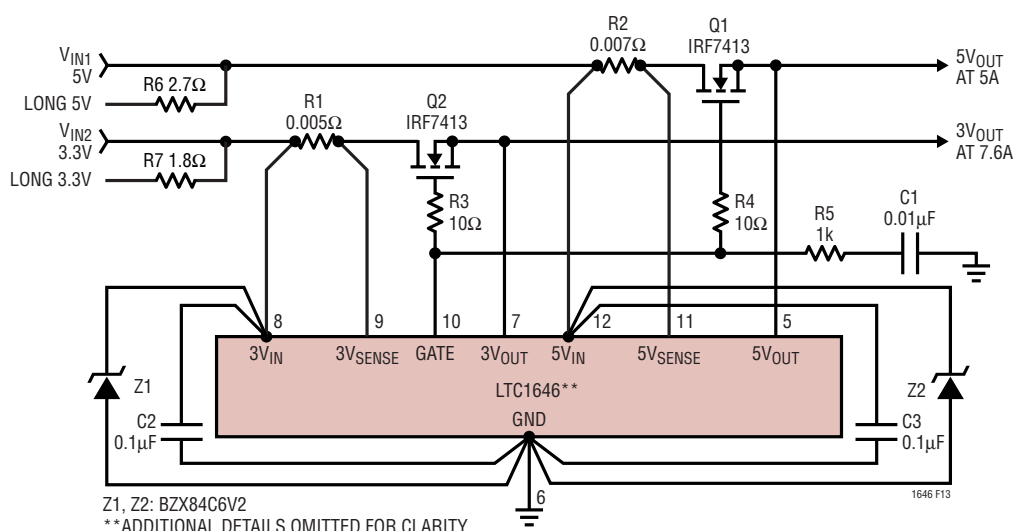 R2
0.007Ω
Q1
IRF7413
VIN1
5V
5VOUT
AT 5A
R6 2.7Ω
LONG 5V
R1
0.005Ω
Q2
IRF7413
VIN2
3.3V
3VOUT
AT 7.6A
R7 1.8Ω
LONG 3.3V
R3
10Ω
R4
10Ω
R5
1k
C1
0.01µF
8
9
10
7
12
11
5
3VIN
3VSENSE
GATE
3VOUT
5VIN
5VSENSE
5VOUT
LTC1646**
GND
Z1
Z2
C2
0.1µF
C3
0.1µF
6
1646 F13
Z1, Z2: BZX84C6V2
**ADDITIONAL DETAILS OMITTED FOR CLARITY